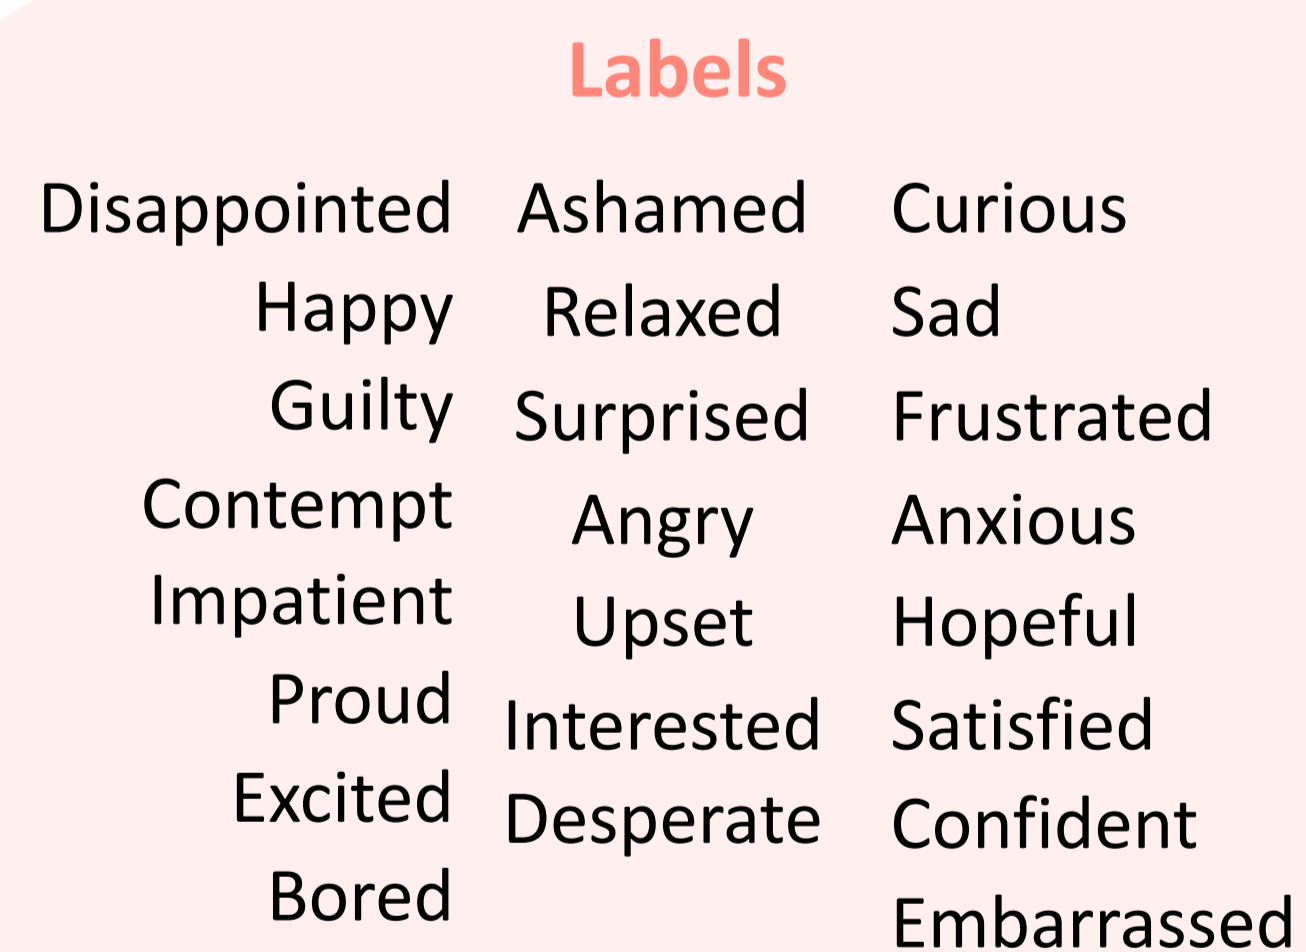 Labels
Disappointed
Happy
Guilty
Contempt
Impatient
Proud
Excited
Bored
Ashamed
Relaxed
Surprised
Angry
Upset
Interested
Desperate
Curious
Sad
Frustrated
Anxious
Hopeful
Satisfied
Confident
Embarrassed